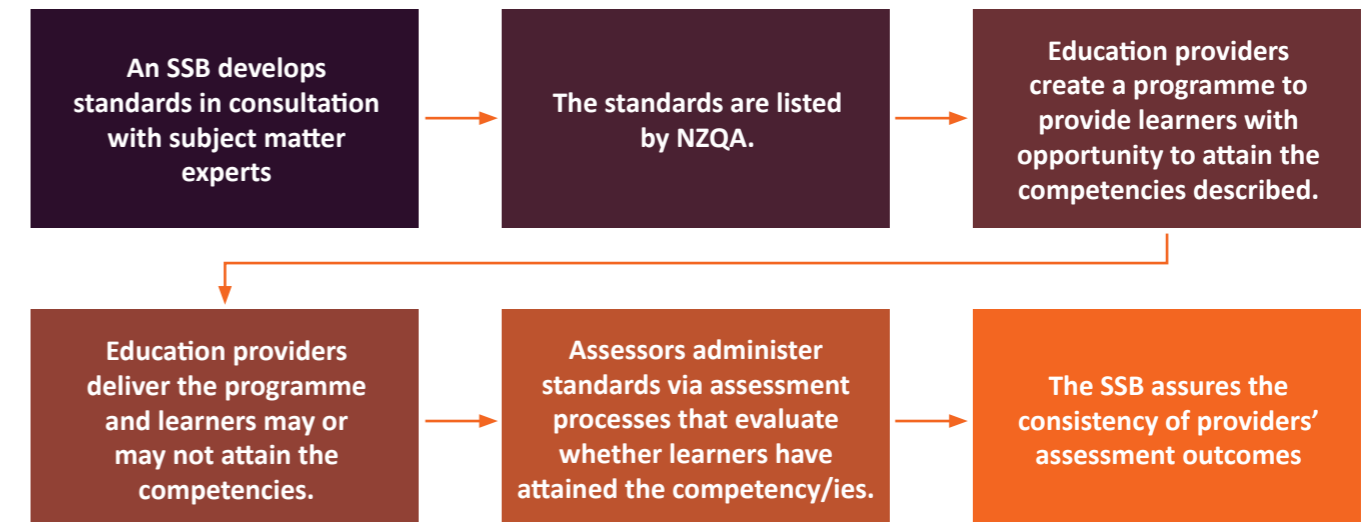 An SSB develops
standards in consultation
with subject matter
experts
The standards are listed
by NZQA.
Education providers
create a programme to
provide learners with
opportunity to attain the
competencies described.
Education providers
deliver the programme
and learners may or
may not attain the
competencies.
Assessors administer
standards via assessment
processes that evaluate
whether learners have
attained the competency/ies.
The SSB assures the
consistency of providers’
assessment outcomes